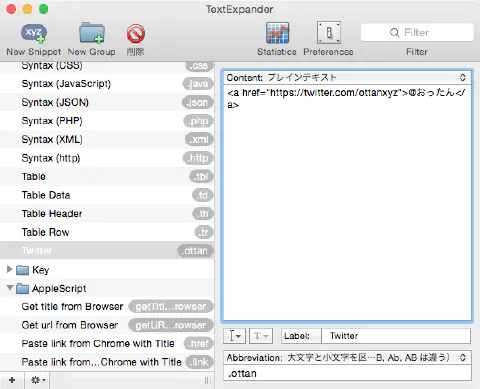 TextExpander
xyz
New Snippet
New Group
削除
Statistics
Preferences
Filter
Filter
Syntax (CSS) .css
Syntax (JavaScript) .java
Syntax (JSON) .json
Syntax (PHP) .php
Syntax (XML) .xml
Syntax (http) .http
Table .tbl
Table Data .td
Table Header .th
Table Row .tr
Twitter .ottan
Key
AppleScript
Get title from Browser getTitl...rowser
Get url from Browser getUR...rowser
Paste link from...Chrome with Title .href
Paste link from...Chrome with Title .link
Content: プレインテキスト
<a href="https://twitter.com/ottanxyz">@おったん</
a>
Label: Twitter
Abbreviation: 大文字と小文字を区…B, Ab, AB は違う)
.ottan